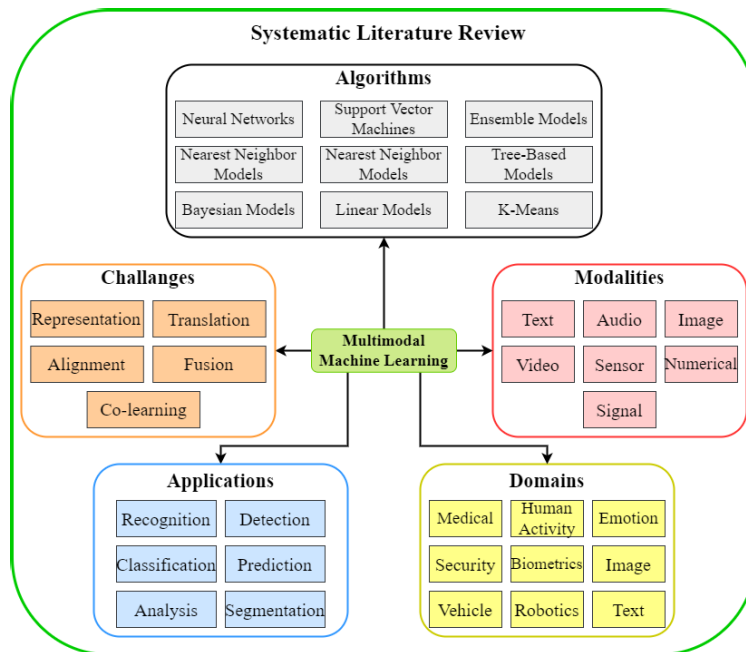 Systematic Literature Review
Algorithms
Neural Networks
Support Vector
Machines
Ensemble Models
Nearest Neighbor
Models
Nearest Neighbor
Models
Tree-Based
Models
Bayesian Models
Linear Models
K-Means
Challanges
Representation
Translation
Alignment
Fusion
Co-learning
Multimodal
Machine Learning
Modalities
Text
Audio
Image
Video
Sensor
Numerical
Signal
Applications
Recognition
Detection
Classification
Prediction
Analysis
Segmentation
Domains
Medical
Human
Activity
Emotion
Security
Biometrics
Image
Vehicle
Robotics
Text